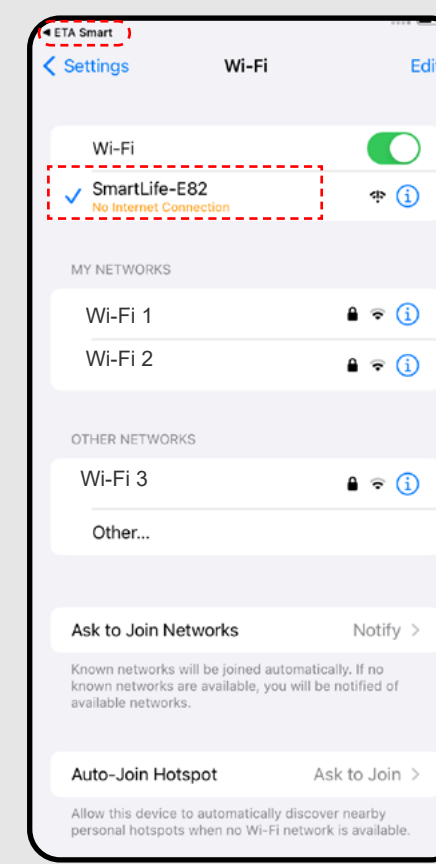 ETA Smart
Settings
Wi-Fi
Edit
Wi-Fi
SmartLife-E82
No Internet Connection
MY NETWORKS
Wi-Fi 1
Wi-Fi 2
OTHER NETWORKS
Wi-Fi 3
Other...
Ask to Join Networks
Notify
Known networks will be joined automatically. If no
known networks are available, you will be notified of
available networks.
Auto-Join Hotspot
Ask to Join
Allow this device to automatically discover nearby
personal hotspots when no Wi-Fi network is available.